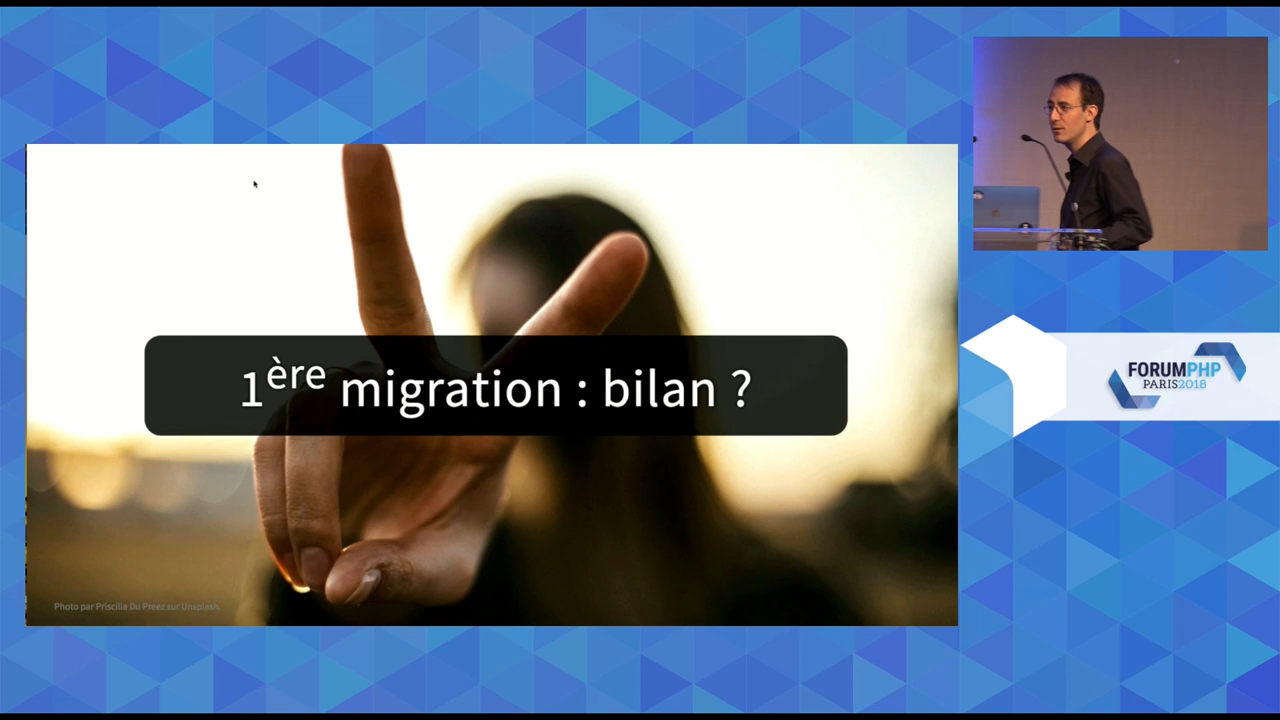 1ère migration : bilan ?
Photo par Priscilla Du Preez sur Unsplash.
FORUMPHP
PARIS2018